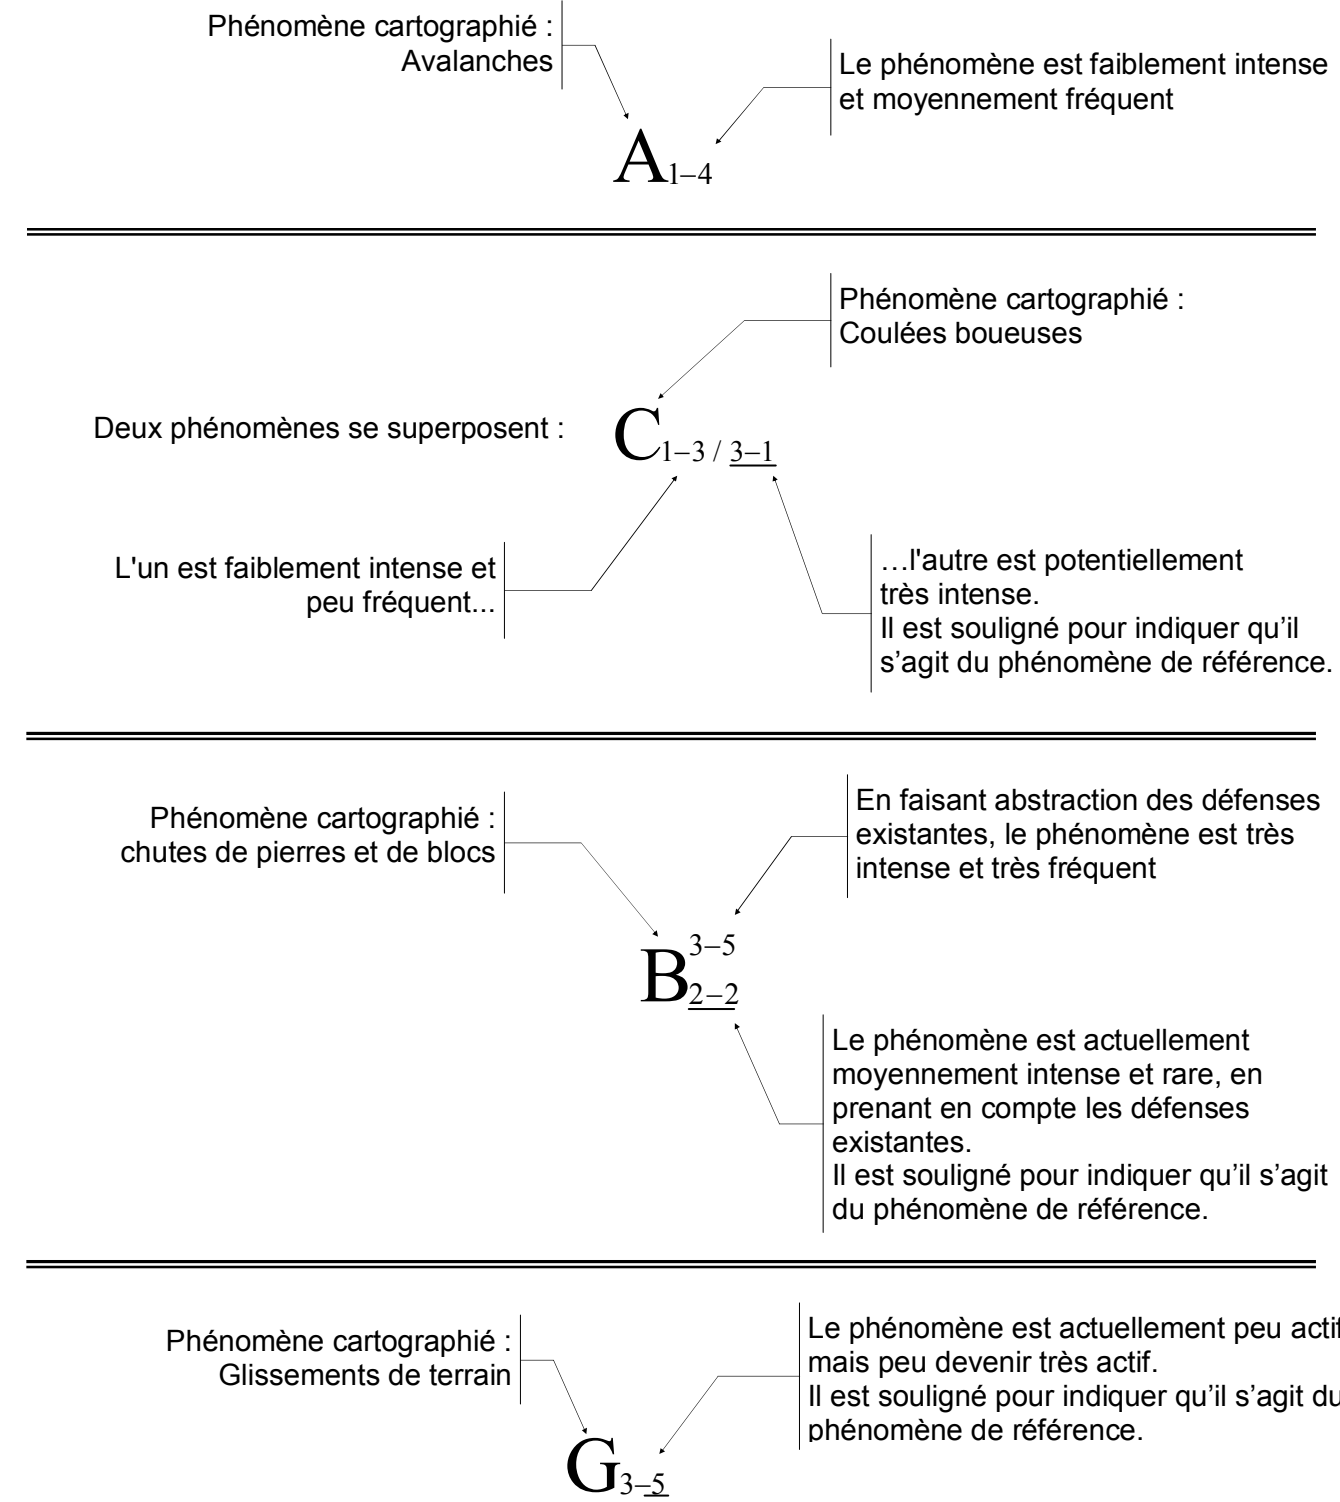 Phénomène cartographié :
Avalanches
Le phénomène est faiblement intense
et moyennement fréquent
A1–4
Phénomène cartographié :
Coulées boueuses
Deux phénomènes se superposent :
C1–3 / 3–1
L'un est faiblement intense et
peu fréquent...
…l'autre est potentiellement
très intense.
Il est souligné pour indiquer qu’il
s’agit du phénomène de référence.
Phénomène cartographié :
chutes de pierres et de blocs
En faisant abstraction des défenses
existantes, le phénomène est très
intense et très fréquent
3–5
B2–2
Le phénomène est actuellement
moyennement intense et rare, en
prenant en compte les défenses
existantes.
Il est souligné pour indiquer qu’il s’agit
du phénomène de référence.
Phénomène cartographié :
Glissements de terrain
Le phénomène est actuellement peu actif
mais peu devenir très actif.
Il est souligné pour indiquer qu’il s’agit du
phénomène de référence.
G3–5